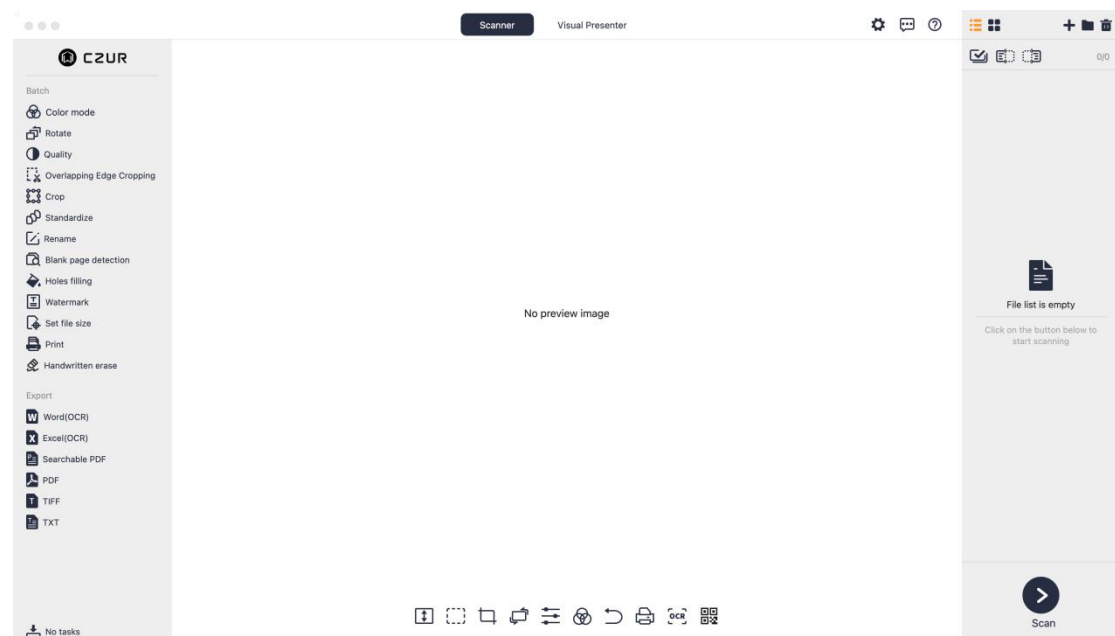 Scanner
Visual Presenter
CZUR
0/0
Batch
Color mode
Rotate
Quality
Overlapping Edge Cropping
Crop
Standardize
Rename
Blank page detection
Holes filling
Watermark
Set file size
Print
Handwritten erase
Export
W Word(OCR)
X Excel(OCR)
Searchable PDF
PDF
T TIFF
TXT
No tasks
No preview image
OCR
File list is empty
Click on the button below to
start scanning
Scan